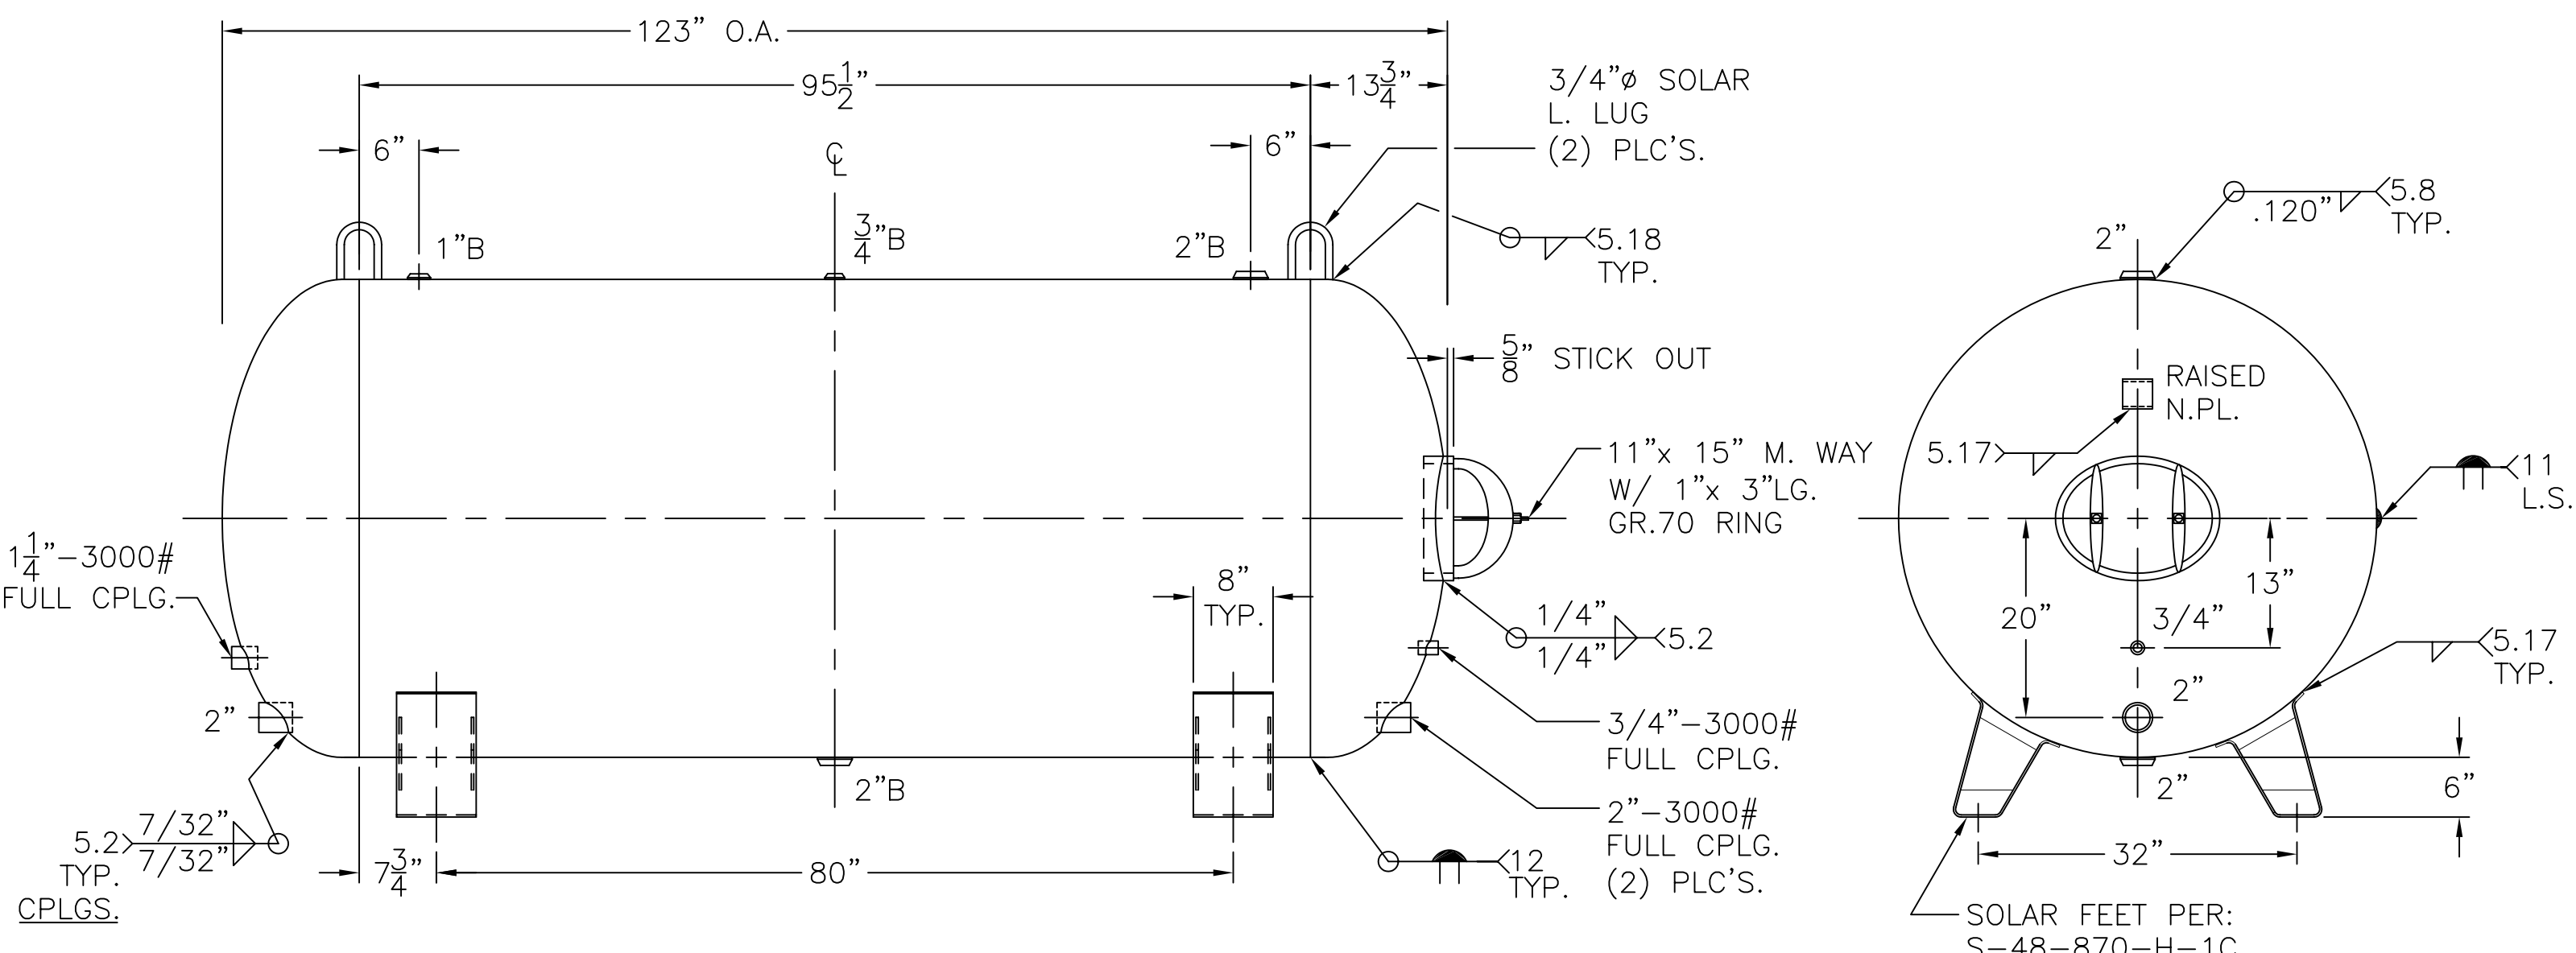 123” O.A.
95 1/2”
13 3/4”
3/4”ø SOLAR
L. LUG
(2) PLC'S.
6”
6”
℄
1”B
3/4”B
2”B
5.18
TYP.
5/8” STICK OUT
11”x 15” M. WAY
W/ 1”x 3”LG.
GR.70 RING
1 1/4”-3000#
FULL CPLG.
8”
TYP.
1/4”
1/4”
5.2
2”
3/4”-3000#
FULL CPLG.
2”B
2”-3000#
FULL CPLG.
(2) PLC'S.
7/32”
7/32”
5.2
TYP.
CPLGS.
7 3/4”
80”
12
TYP.
5.8
TYP.
.120”
2”
RAISED
N.PL.
5.17
11
L.S.
13”
20”
3/4”
5.17
TYP.
2”
2”
6”
32”
SOLAR FEET PER:
S-48-870-H-1C